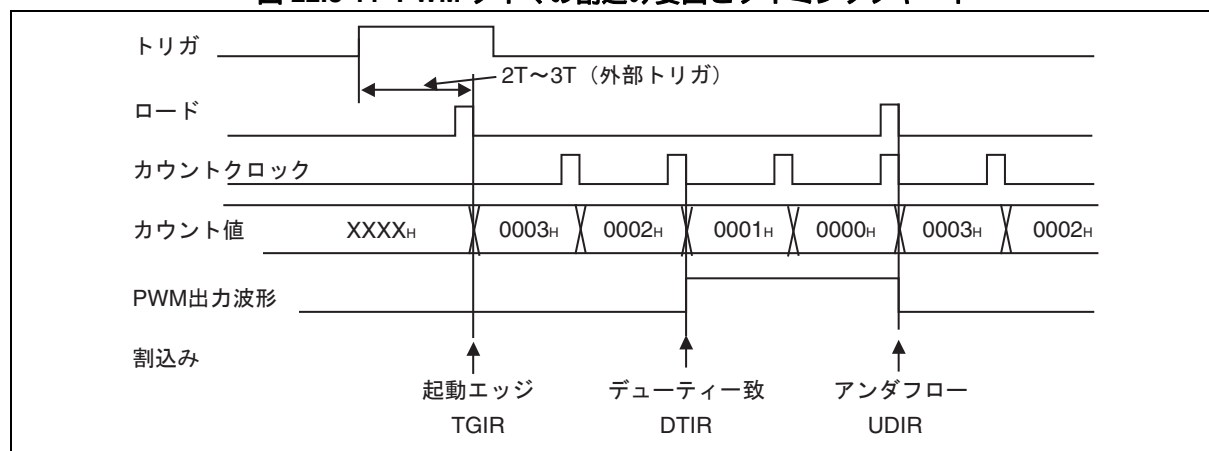 トリガ
2T～3T（外部トリガ）
ロード
カウントクロック
カウント値 XXXXH 0003H 0002H 0001H 0000H 0003H 0002H
PWM出力波形
割込み
起動エッジ デューティ一致 アンダフロー
TGIR DTIR UDIR